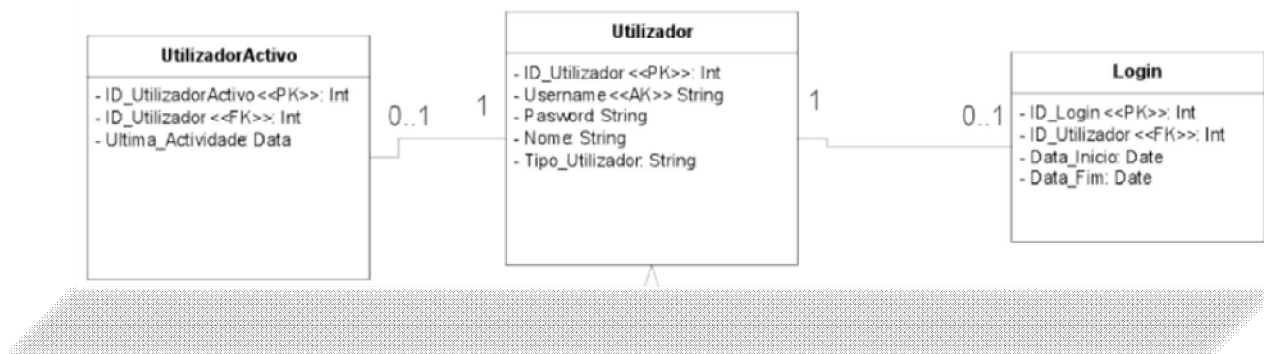 UtilizadorActivo
- ID_UtilizadorActivo<<PK>>: Int
- ID_Utilizador <<FK>>: Int
- Ultima_Actividade: Data
0..1
1
Utilizador
- ID_Utilizador <<PK>>: Int
- Username <<AK>> String
- Pasword: String
- Nome: String
- Tipo_Utilizador: String
1
0..1
Login
- ID_Login <<PK>>: Int
- ID_Utilizador <<FK>>: Int
- Data_Inicio: Date
- Data_Fim: Date